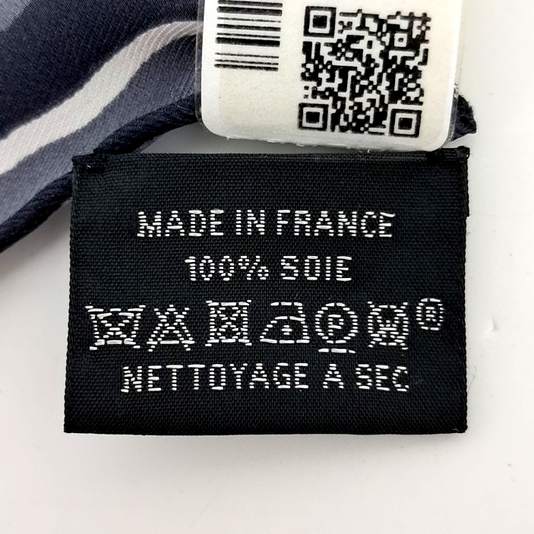 MADE IN FRANCE
100% SOIE
P ®
NETTOYAGE A SEC